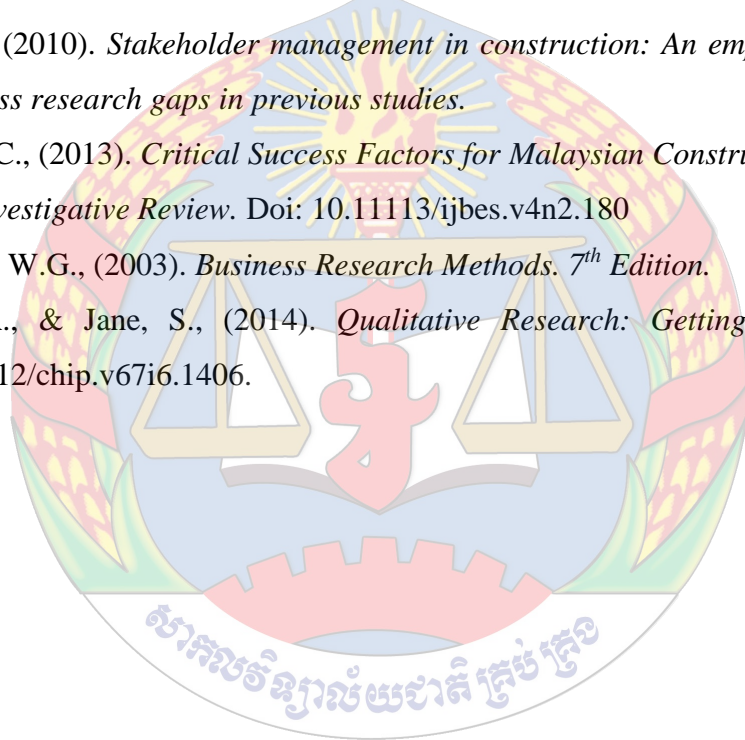 (2010). Stakeholder management in construction: An emp
ss research gaps in previous studies.
C., (2013). Critical Success Factors for Malaysian Constru
vestigative Review. Doi: 10.11113/ijbes.v4n2.180
W.G., (2003). Business Research Methods. 7th Edition.
., & Jane, S., (2014). Qualitative Research: Getting
12/chip.v67i6.1406.
សាកលវិទ្យាល័យជាតិគ្រប់គ្រង